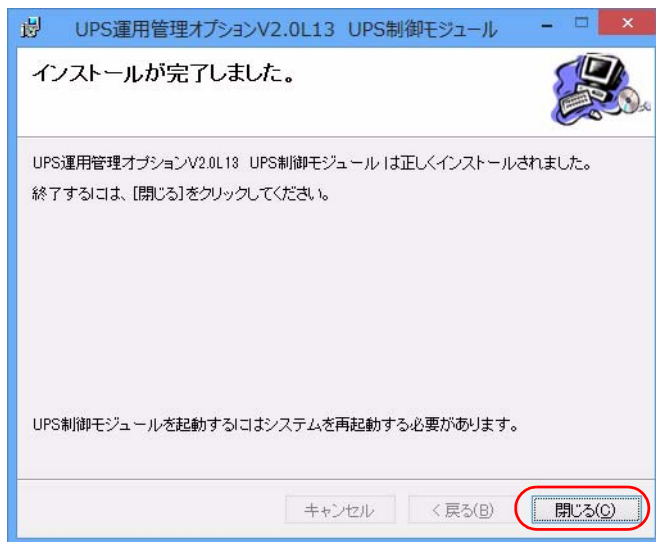 UPS運用管理オプションV2.0L13 UPS制御モジュール
インストールが完了しました。
UPS運用管理オプションV2.0L13 UPS制御モジュール は正しくインストールされました。
終了するには、[閉じる]をクリックしてください。
UPS制御モジュールを起動するにはシステムを再起動する必要があります。
キャンセル < 戻る(B) 閉じる(C)